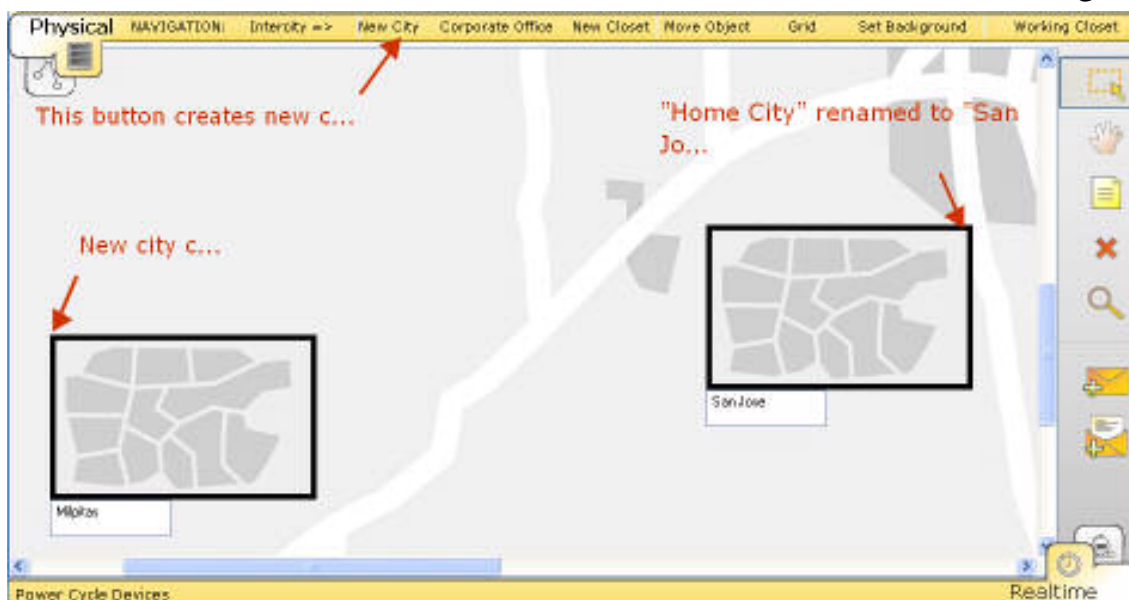 Physical NAVIGATION: Intercity => New City Corporate Office New Closet Move Object Grid Set Background Working Closet
This button creates new c...
"Home City" renamed to "San
Jo...
New city c...
San Jose
Milpitas
Power Cycle Devices
Realtime